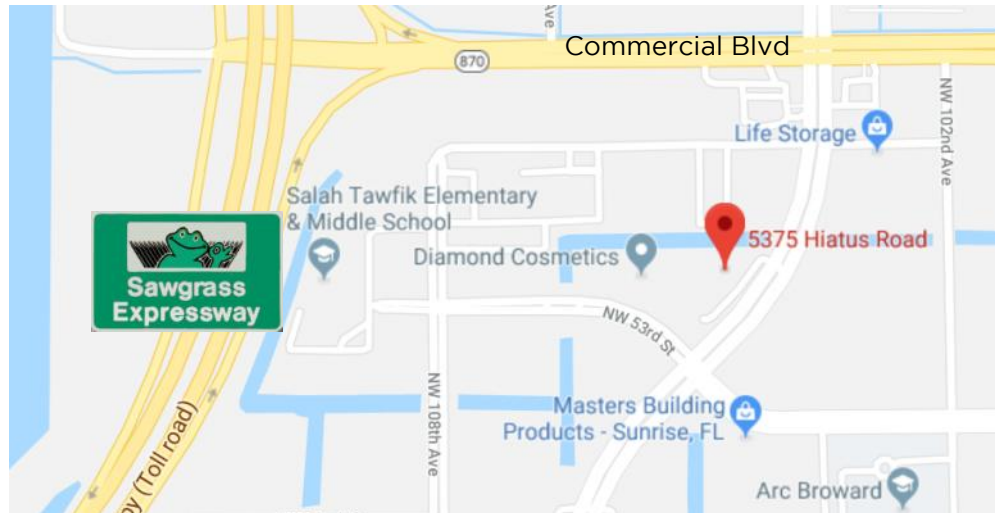 Ave
Commercial Blvd
870
Life Storage
NW 102nd Ave
Salah Tawfik Elementary
& Middle School
5375 Hiatus Road
Diamond Cosmetics
Sawgrass
Expressway
NW 53rd St
NW 108th Ave
Masters Building
Products - Sunrise, FL
(Toll road)
Arc Broward